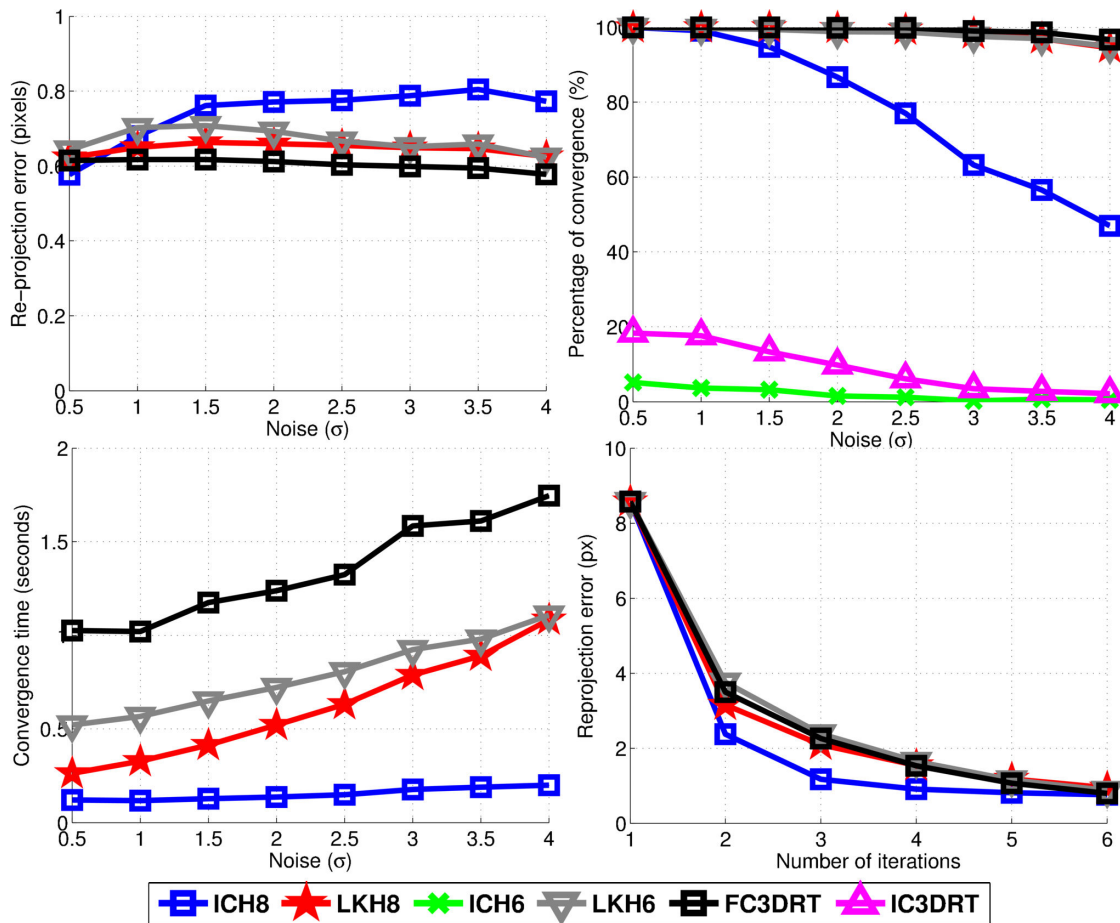 1
0.8
0.6
0.4
0.2
0
Re-projection error (pixels)
0.5 1 1.5 2 2.5 3 3.5 4
Noise (σ)
100
80
60
40
20
0
Percentage of convergence (%)
0.5 1 1.5 2 2.5 3 3.5 4
Noise (σ)
2
1.5
1
0.5
0
Convergence time (seconds)
0.5 1 1.5 2 2.5 3 3.5 4
Noise (σ)
10
8
6
4
2
0
Reprojection error (px)
1 2 3 4 5 6
Number of iterations
ICH8 LKH8 ICH6 LKH6 FC3DRT IC3DRT